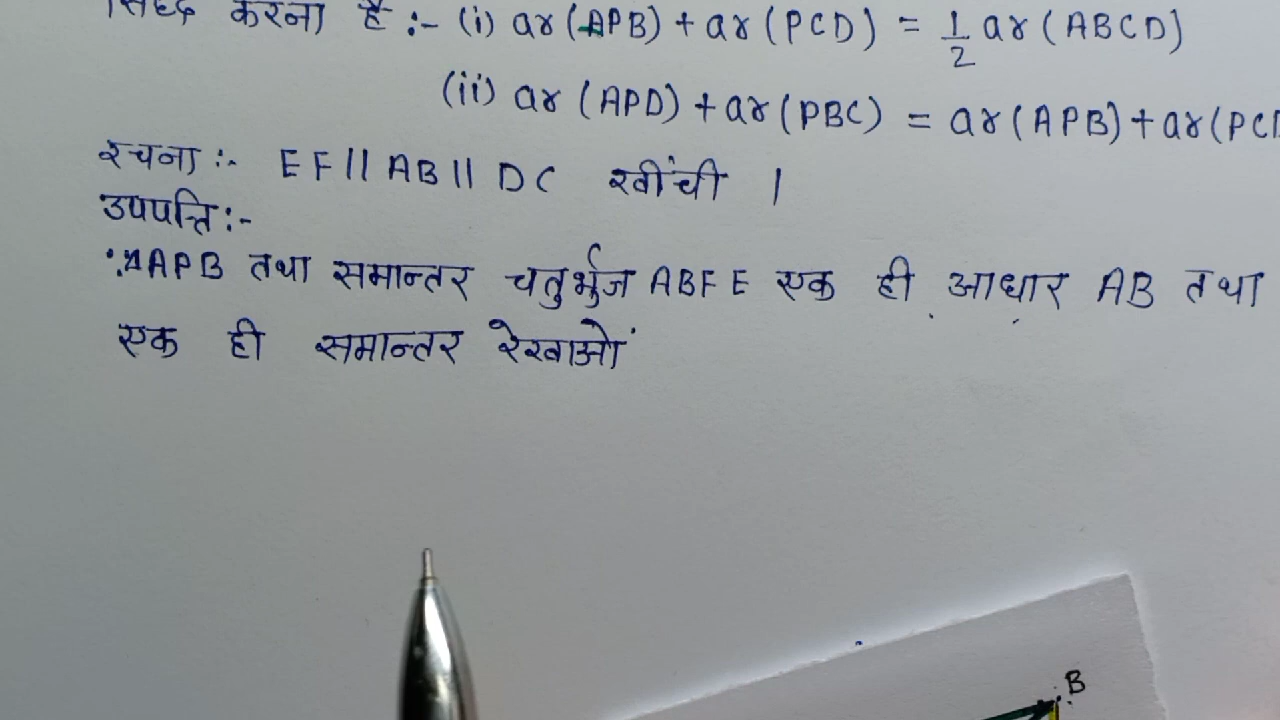 सिद्ध करना है :- (i) ar (APB) + ar (PCD) = 1/2 ar (ABCD)
(ii) ar (APD) + ar (PBC) = ar (APB) + ar (PCD
रचना :- EF || AB || DC खींची |
उपपत्ति :-
∵ ΔAPB तथा समान्तर चतुर्भुज ABFE एक ही आधार AB तथा
एक ही समान्तर रेखाओं
B